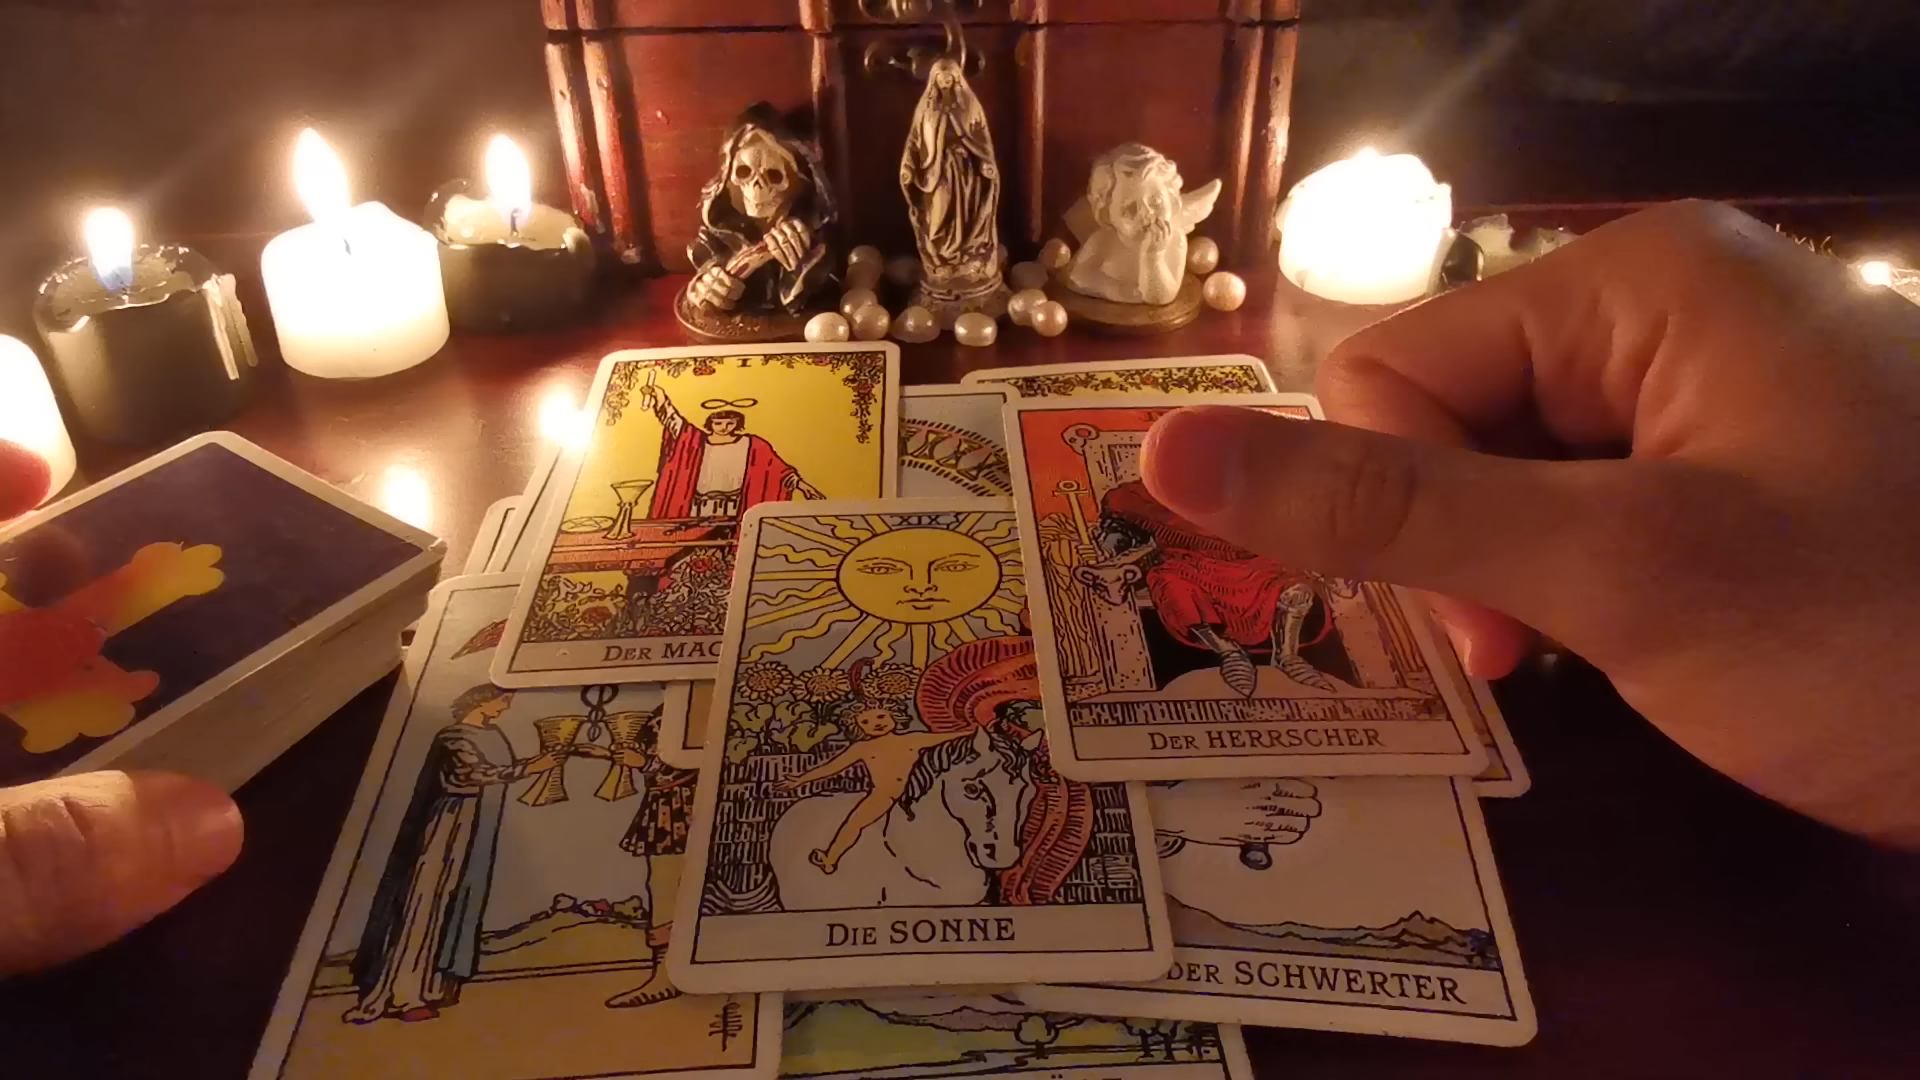 I
DER MAG
XIX
DER HERRSCHER
DIE SONNE
DER SCHWERTER